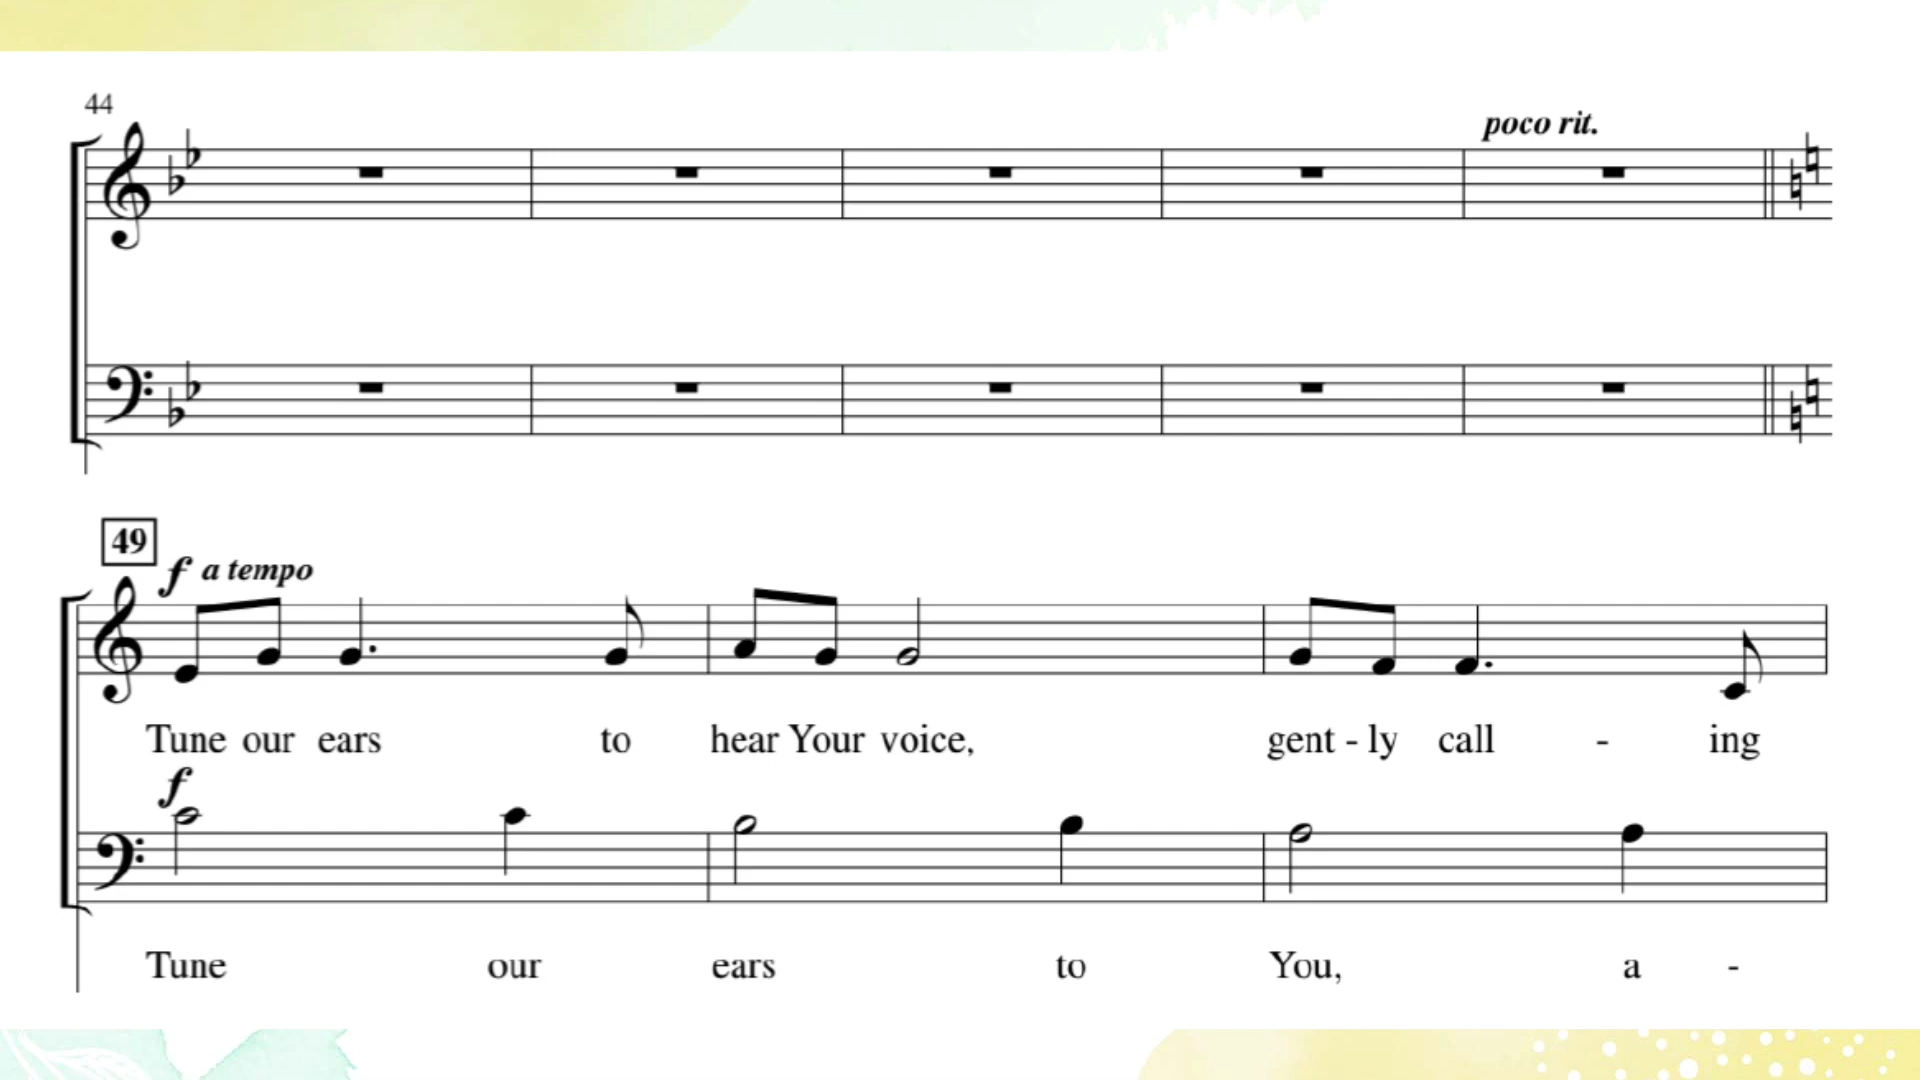 44
poco rit.
49
f a tempo
Tune our ears to hear Your voice, gent - ly call - ing
f
Tune our ears to You, a -